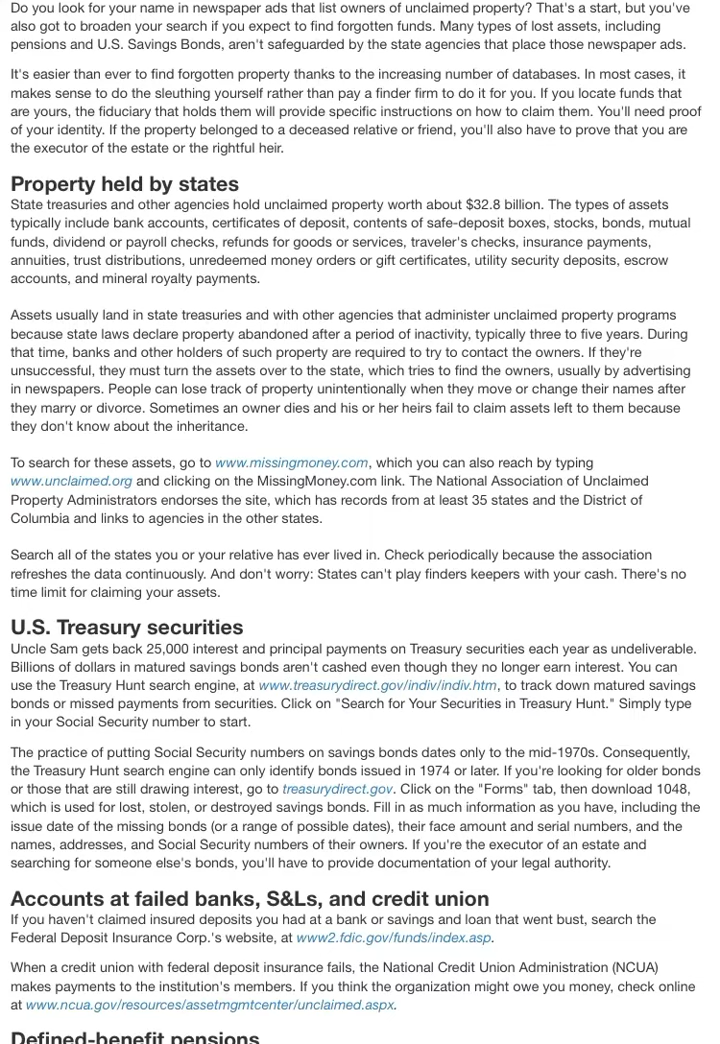 Do you look for your name in newspaper ads that list owners of unclaimed property? That's a start, but you've
also got to broaden your search if you expect to find forgotten funds. Many types of lost assets, including
pensions and U.S. Savings Bonds, aren't safeguarded by the state agencies that place those newspaper ads.
It's easier than ever to find forgotten property thanks to the increasing number of databases. In most cases, it
makes sense to do the sleuthing yourself rather than pay a finder firm to do it for you. If you locate funds that
are yours, the fiduciary that holds them will provide specific instructions on how to claim them. You'll need proof
of your identity. If the property belonged to a deceased relative or friend, you'll also have to prove that you are
the executor of the estate or the rightful heir.
Property held by states
State treasuries and other agencies hold unclaimed property worth about $32.8 billion. The types of assets
typically include bank accounts, certificates of deposit, contents of safe-deposit boxes, stocks, bonds, mutual
funds, dividend or payroll checks, refunds for goods or services, traveler's checks, insurance payments,
annuities, trust distributions, unredeemed money orders or gift certificates, utility security deposits, escrow
accounts, and mineral royalty payments.
Assets usually land in state treasuries and with other agencies that administer unclaimed property programs
because state laws declare property abandoned after a period of inactivity, typically three to five years. During
that time, banks and other holders of such property are required to try to contact the owners. If they're
unsuccessful, they must turn the assets over to the state, which tries to find the owners, usually by advertising
in newspapers. People can lose track of property unintentionally when they move or change their names after
they marry or divorce. Sometimes an owner dies and his or her heirs fail to claim assets left to them because
they don't know about the inheritance.
To search for these assets, go to www.missingmoney.com, which you can also reach by typing
www.unclaimed.org and clicking on the MissingMoney.com link. The National Association of Unclaimed
Property Administrators endorses the site, which has records from at least 35 states and the District of
Columbia and links to agencies in the other states.
Search all of the states you or your relative has ever lived in. Check periodically because the association
refreshes the data continuously. And don't worry: States can't play finders keepers with your cash. There's no
time limit for claiming your assets.
U.S. Treasury securities
Uncle Sam gets back 25,000 interest and principal payments on Treasury securities each year as undeliverable.
Billions of dollars in matured savings bonds aren't cashed even though they no longer earn interest. You can
use the Treasury Hunt search engine, at www.treasurydirect.gov/indiv/indiv.htm, to track down matured savings
bonds or missed payments from securities. Click on "Search for Your Securities in Treasury Hunt." Simply type
in your Social Security number to start.
The practice of putting Social Security numbers on savings bonds dates only to the mid-1970s. Consequently,
the Treasury Hunt search engine can only identify bonds issued in 1974 or later. If you're looking for older bonds
or those that are still drawing interest, go to treasurydirect.gov. Click on the "Forms" tab, then download 1048,
which is used for lost, stolen, or destroyed savings bonds. Fill in as much information as you have, including the
issue date of the missing bonds (or a range of possible dates), their face amount and serial numbers, and the
names, addresses, and Social Security numbers of their owners. If you're the executor of an estate and
searching for someone else's bonds, you'll have to provide documentation of your legal authority.
Accounts at failed banks, S&Ls, and credit union
If you haven't claimed insured deposits you had at a bank or savings and loan that went bust, search the
Federal Deposit Insurance Corp.'s website, at www2.fdic.gov/funds/index.asp.
When a credit union with federal deposit insurance fails, the National Credit Union Administration (NCUA)
makes payments to the institution's members. If you think the organization might owe you money, check online
at www.ncua.gov/resources/assetmgmtcenter/unclaimed.aspx.
Defined-benefit pensions